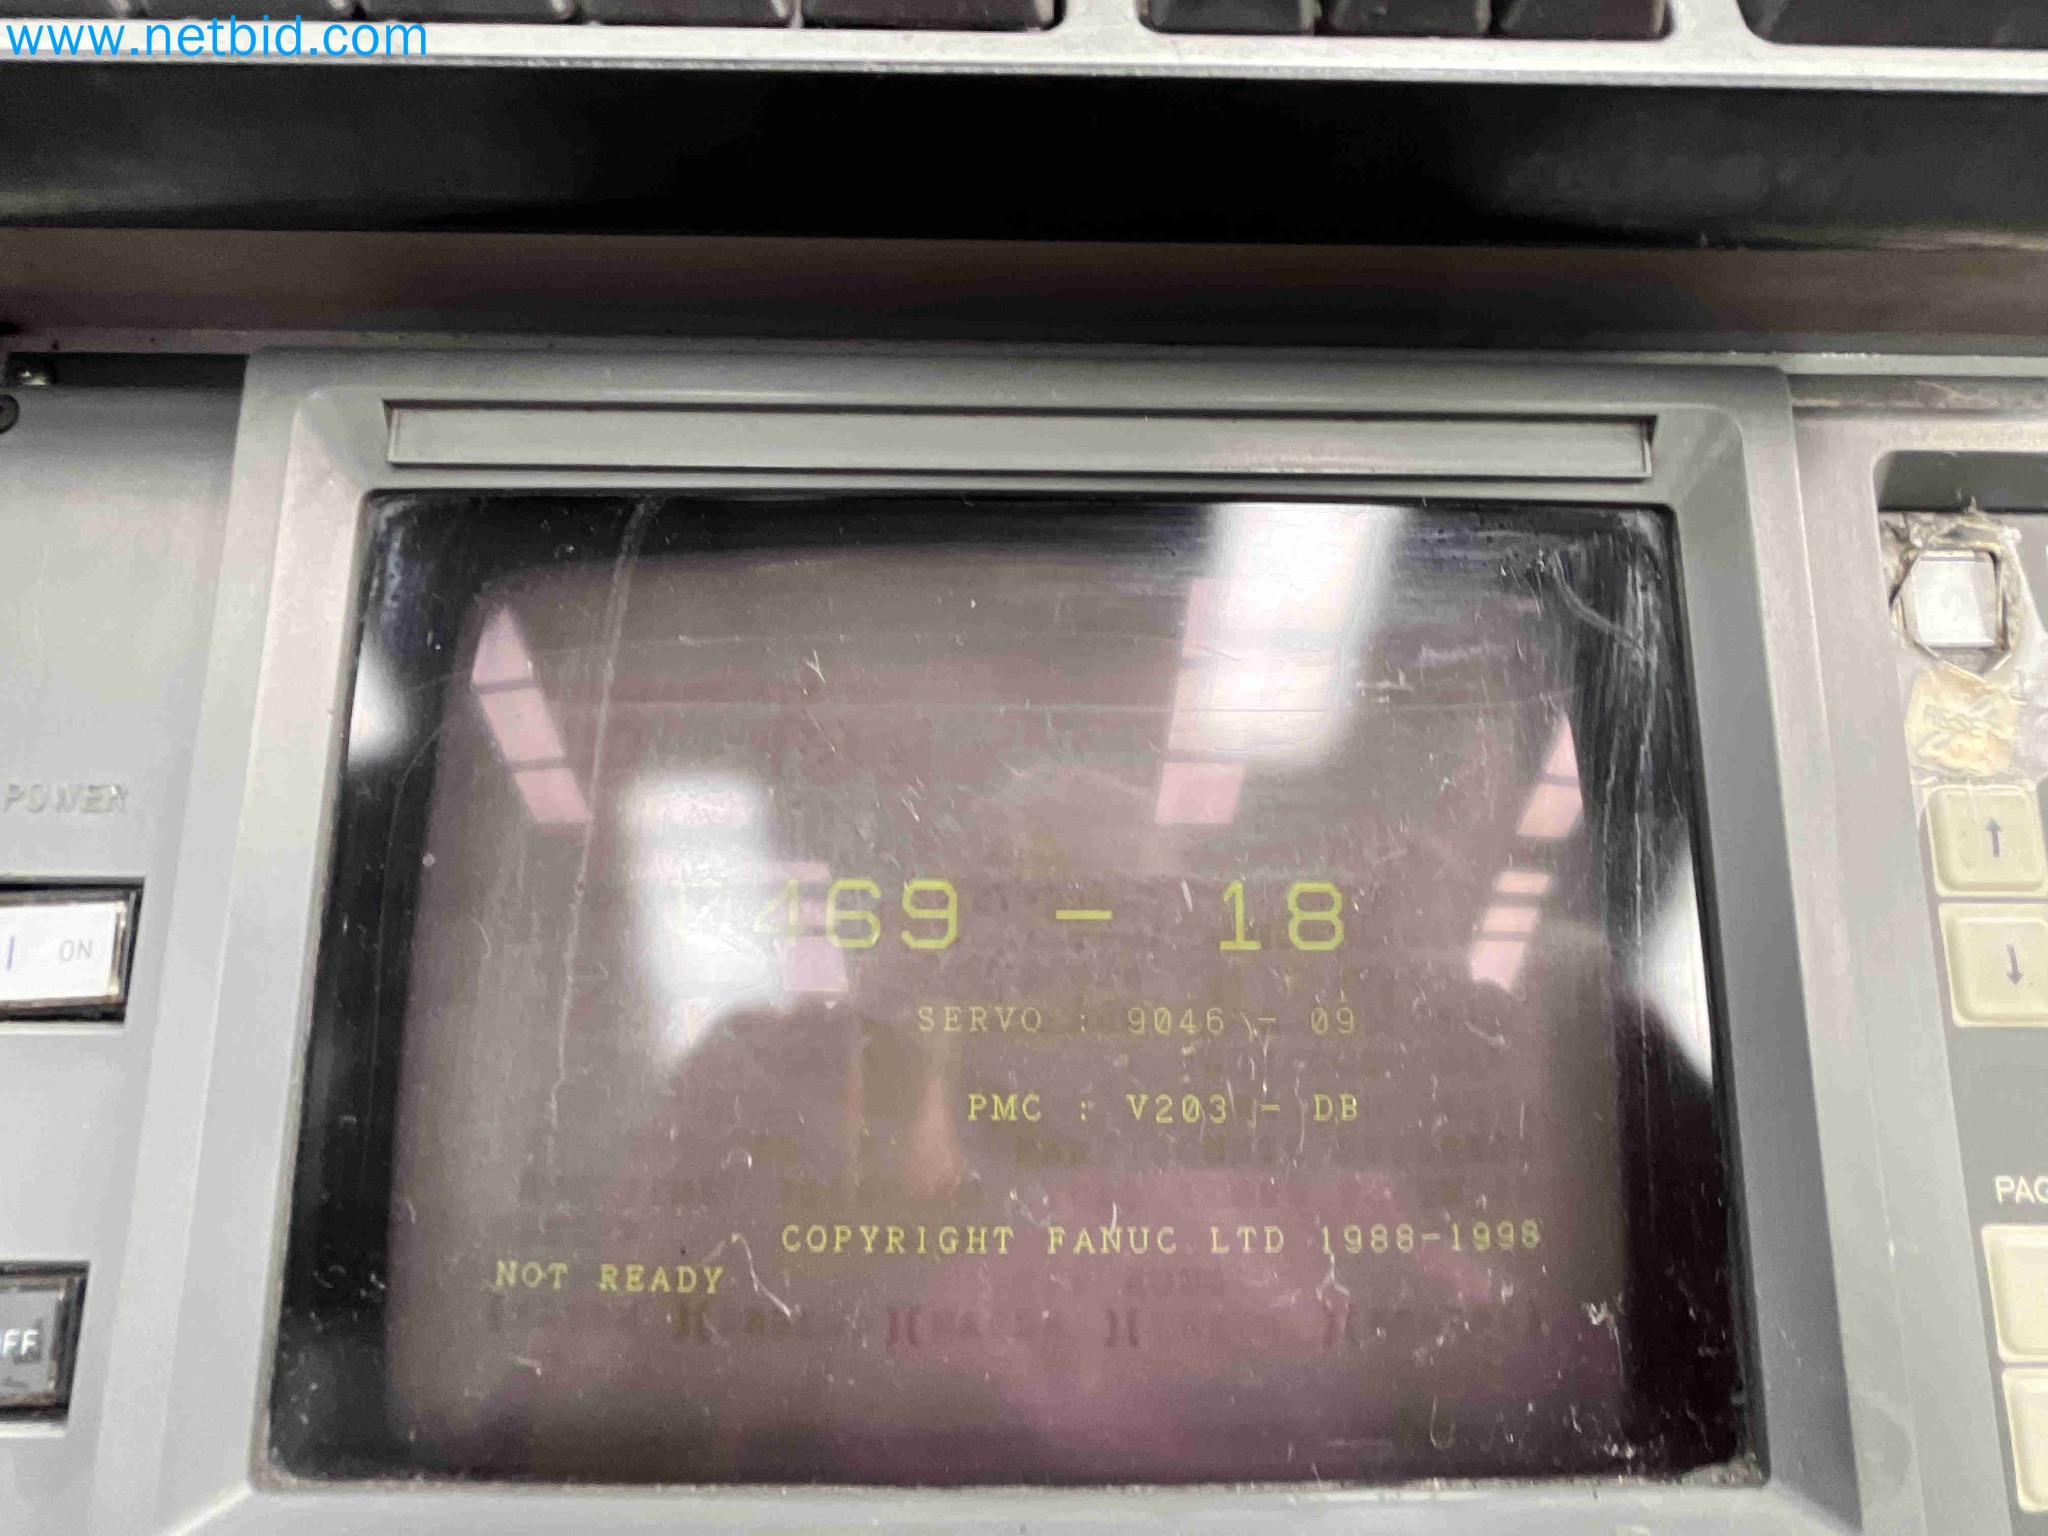 www.netbid.com
POWER
ON
469 - 18
SERVO : 9046 - 09
PMC : V203 - DB
COPYRIGHT FANUC LTD 1988-1998
NOT READY
↑
↓